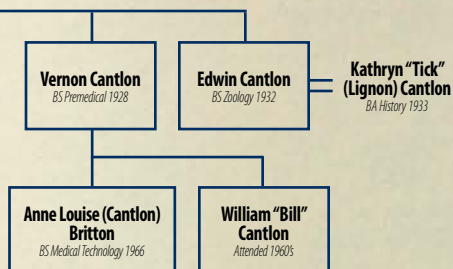 Vernon Cantlon
BS Premedical 1928
Edwin Cantlon
BS Zoology 1932
Kathryn “Tick”
(Lignon) Cantlon
BA History 1933
Anne Louise (Cantlon)
Britton
BS Medical Technology 1966
William “Bill”
Cantlon
Attended 1960’s